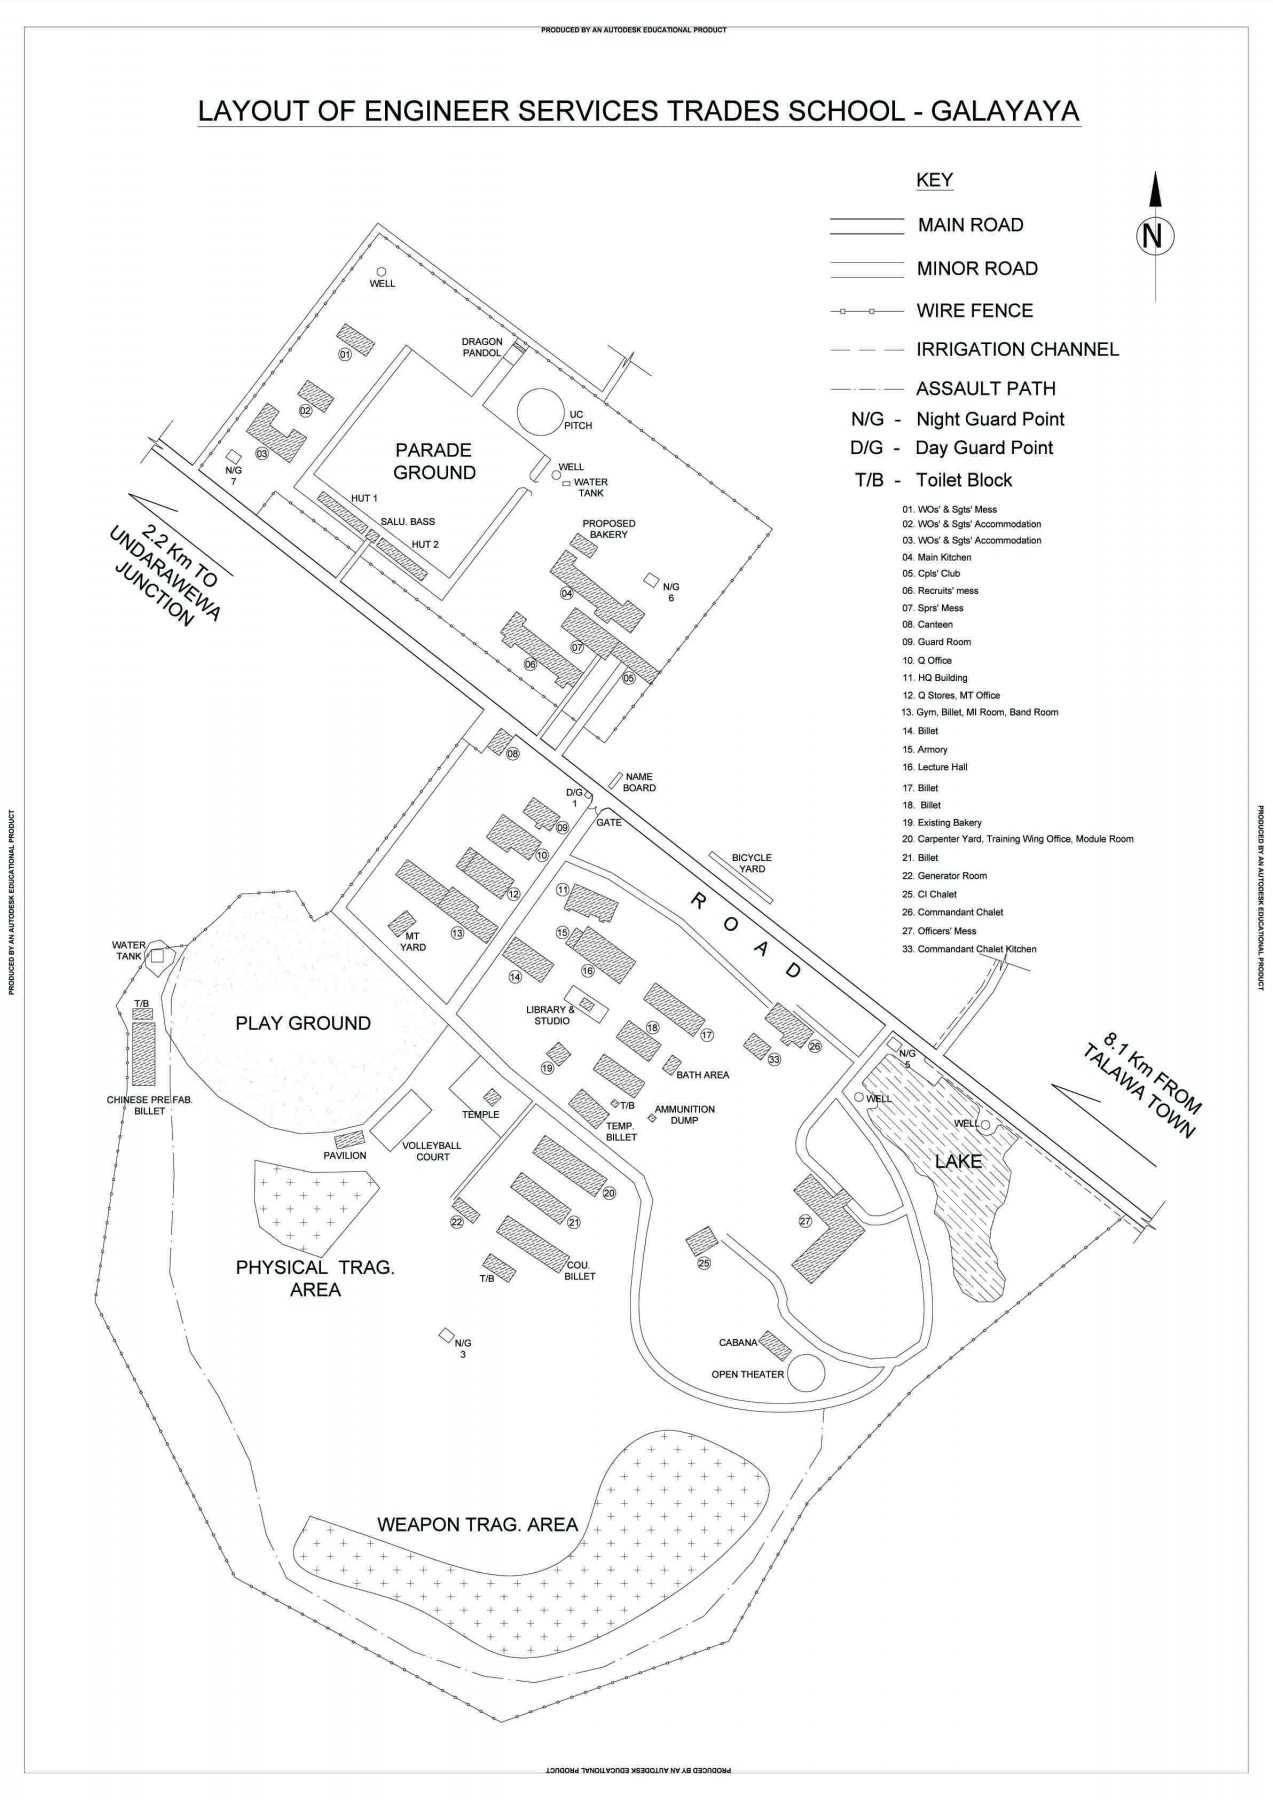 PRODUCED BY AN AUTODESK EDUCATIONAL PRODUCT
LAYOUT OF ENGINEER SERVICES TRADES SCHOOL - GALAYAYA
KEY
MAIN ROAD
MINOR ROAD
WIRE FENCE
IRRIGATION CHANNEL
ASSAULT PATH
N/G - Night Guard Point
D/G - Day Guard Point
T/B - Toilet Block
N
01. WOs' & Sgts' Mess
02. WOs' & Sgts' Accommodation
03. WOs' & Sgts' Accommodation
04. Main Kitchen
05. Cpls' Club
06. Recruits' mess
07. Sprs' Mess
08. Canteen
09. Guard Room
10. Q Office
11. HQ Building
12. Q Stores, MT Office
13. Gym, Billet, MI Room, Band Room
14. Billet
15. Armory
16. Lecture Hall
17. Billet
18. Billet
19. Existing Bakery
20. Carpenter Yard, Training Wing Office, Module Room
21. Billet
22. Generator Room
25. CI Chalet
26. Commandant Chalet
27. Officers' Mess
33. Commandant Chalet Kitchen
WELL
01
DRAGON
PANDOL
02
UC
PITCH
03
PARADE
GROUND
N/G
7
WELL
WATER
TANK
HUT 1
SALU. BASS
HUT 2
PROPOSED
BAKERY
04
N/G
6
07
06
05
2.2 Km TO
UNDARAWEWA
JUNCTION
08
NAME
BOARD
D/G
1
GATE
09
10
BICYCLE
YARD
11
12
ROAD
MT
YARD
13
15
16
14
WATER
TANK
T/B
PLAY GROUND
LIBRARY &
STUDIO
18
17
26
33
N/G
5
8.1 Km FROM
TALAWA TOWN
19
BATH AREA
CHINESE PRE.FAB.
BILLET
TEMPLE
T/B
AMMUNITION
DUMP
TEMP.
BILLET
WELL
WELL
LAKE
PAVILION
VOLLEYBALL
COURT
20
22
21
27
25
PHYSICAL TRAG.
AREA
T/B
COU.
BILLET
N/G
3
CABANA
OPEN THEATER
WEAPON TRAG. AREA
PRODUCED BY AN AUTODESK EDUCATIONAL PRODUCT
PRODUCED BY AN AUTODESK EDUCATIONAL PRODUCT
PRODUCED BY AN AUTODESK EDUCATIONAL PRODUCT